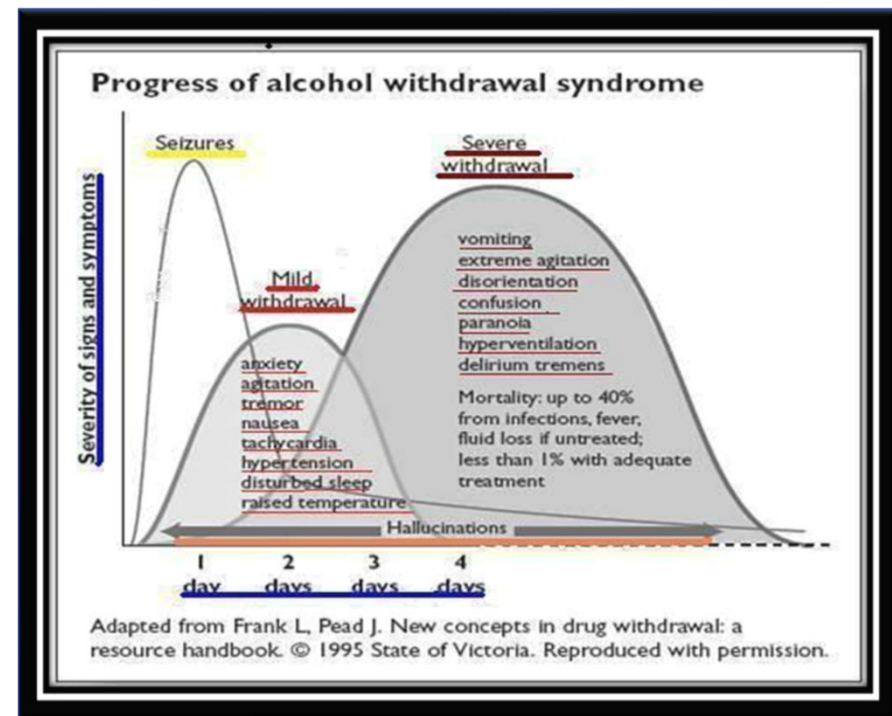 Progress of alcohol withdrawal syndrome
Severity of signs and symptoms
Seizures
Severe
withdrawal
Mild
withdrawal
vomiting
extreme agitation
disorientation
confusion
paranoia
hyperventilation
delirium tremens
Mortality: up to 40%
from infections, fever,
fluid loss if untreated;
less than 1% with adequate
treatment
anxiety
agitation
tremor
nausea
tachycardia
hypertension
disturbed sleep
raised temperature
Hallucinations
1 2 3 4
day days days days
Adapted from Frank L, Pead J. New concepts in drug withdrawal: a
resource handbook. © 1995 State of Victoria. Reproduced with permission.